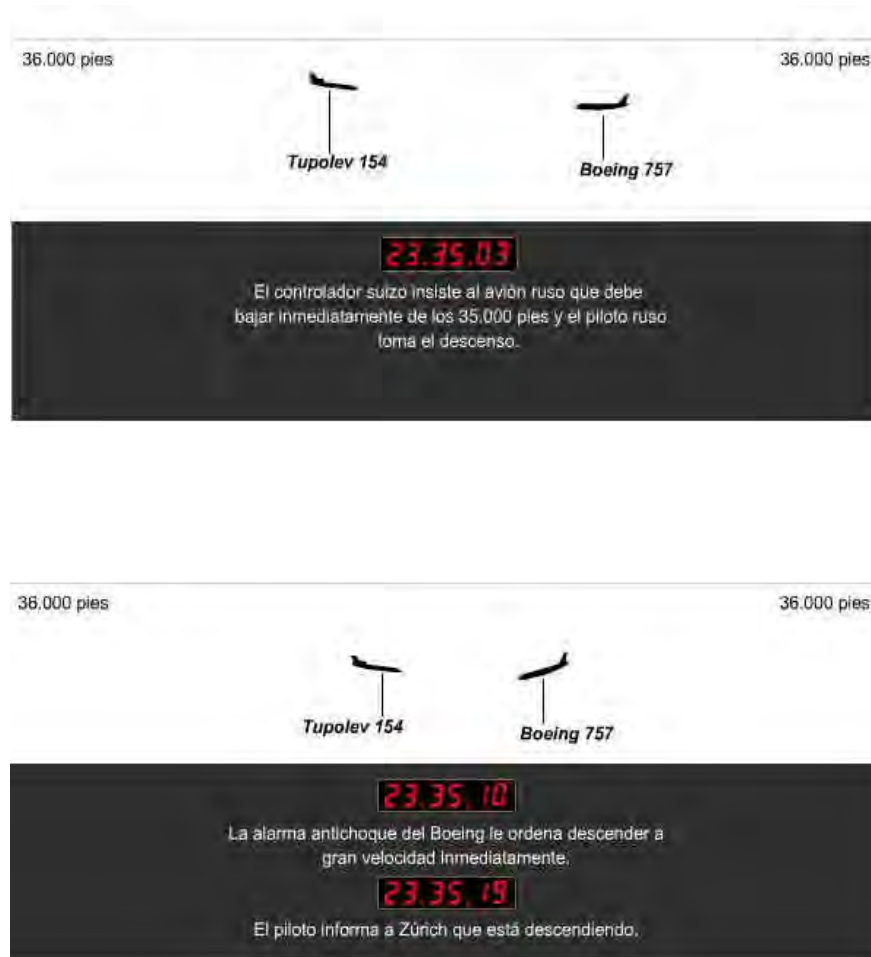 36.000 pies
36.000 pies
Tupolev 154
Boeing 757
23.35.03
El controlador suizo insiste al avión ruso que debe
bajar inmediatamente de los 35.000 pies y el piloto ruso
toma el descenso.
36.000 pies
36.000 pies
Tupolev 154
Boeing 757
23.35.10
La alarma antichoque del Boeing le ordena descender a
gran velocidad inmediatamente.
23.35.19
El piloto informa a Zúrich que está descendiendo.